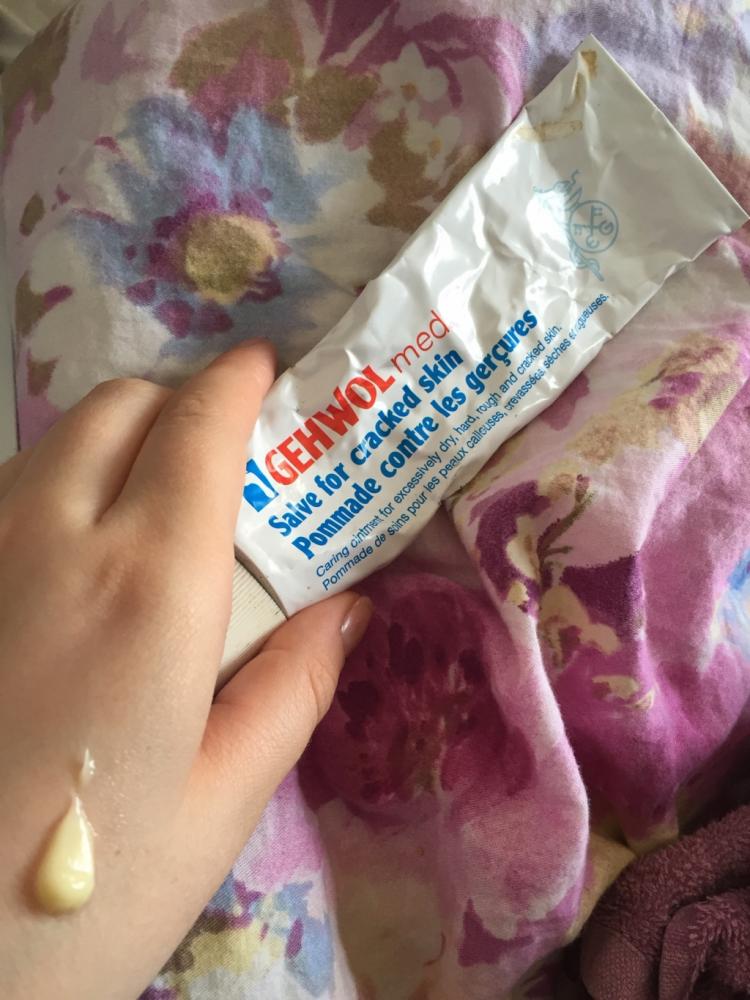 GEHWOL med
Salve for cracked skin
Pommade contre les gerçures
Caring ointment for excessively dry, hard, rough and cracked skin.
Pommade de soins pour les peaux calleuses, crevassées, sèches et rugueuses.